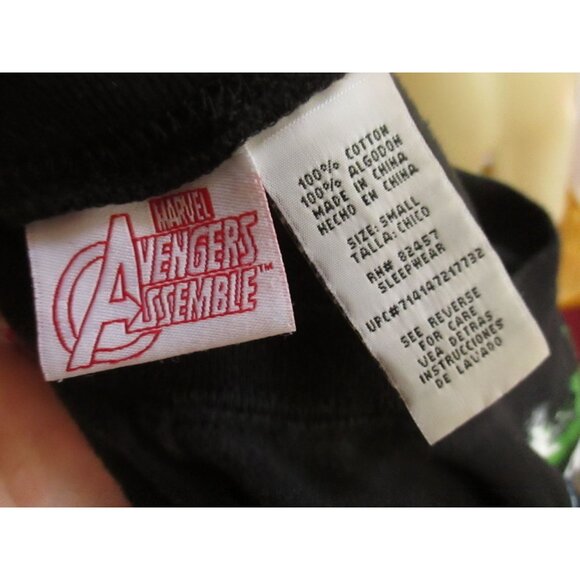 MARVEL
AVENGERS
ASSEMBLE™
100% COTTON
100% ALGODON
MADE IN CHINA
HECHO EN CHINA
SIZE: SMALL
TALLA: CHICO
RN# 82457
SLEEPWEAR
UPC#714147217732
SEE REVERSE
FOR CARE
VEA DETRAS
INSTRUCCIONES
DE LAVADO